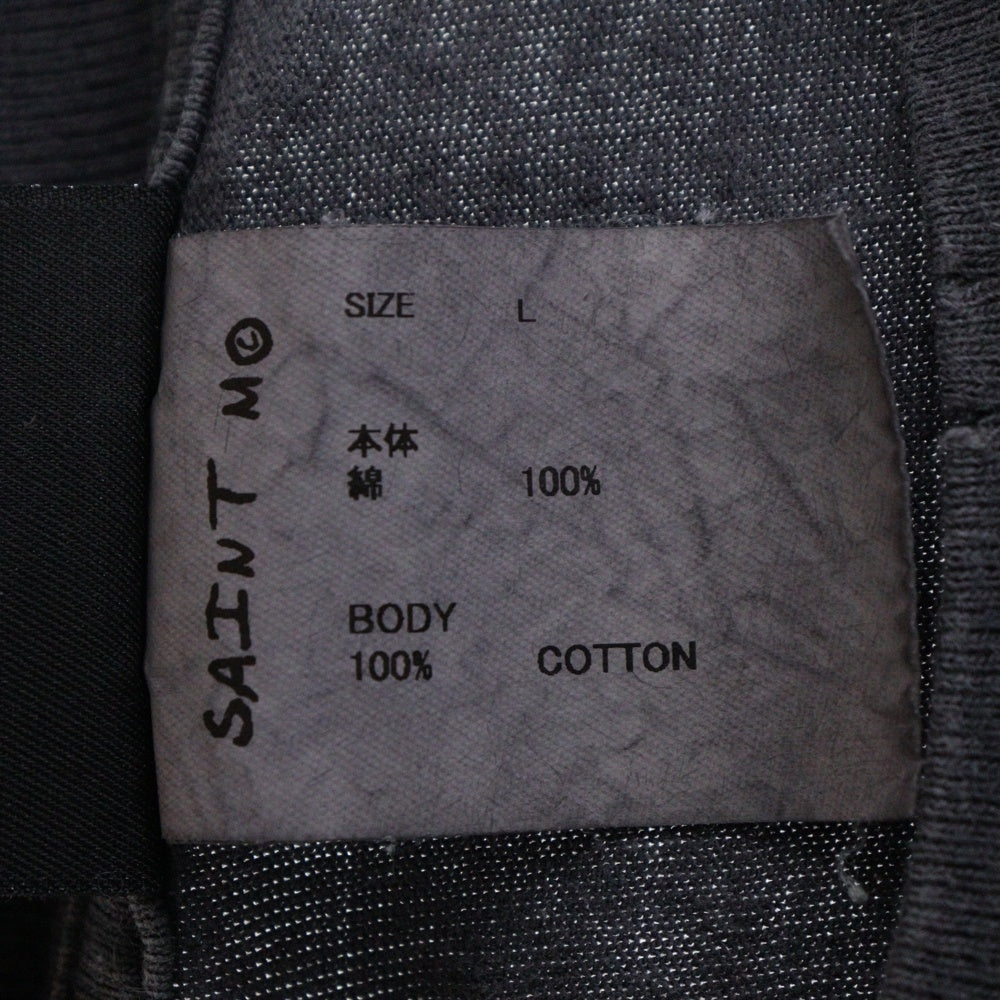 SAINT M©
SIZE L
本体
綿 100%
BODY
100% COTTON